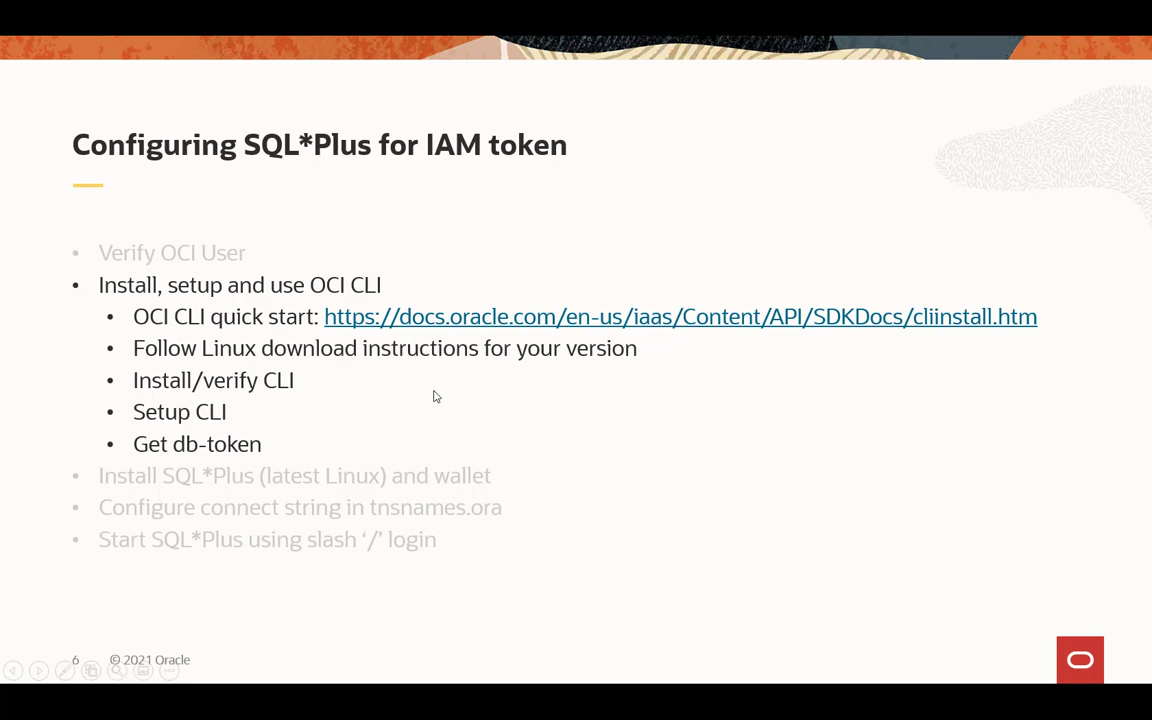 Configuring SQL*Plus for IAM token
• Verify OCI User
• Install, setup and use OCI CLI
• OCI CLI quick start: https://docs.oracle.com/en-us/iaas/Content/API/SDKDocs/cliinstall.htm
• Follow Linux download instructions for your version
• Install/verify CLI
• Setup CLI
• Get db-token
• Install SQL*Plus (latest Linux) and wallet
• Configure connect string in tnsnames.ora
• Start SQL*Plus using slash ‘/’ login
6 © 2021 Oracle